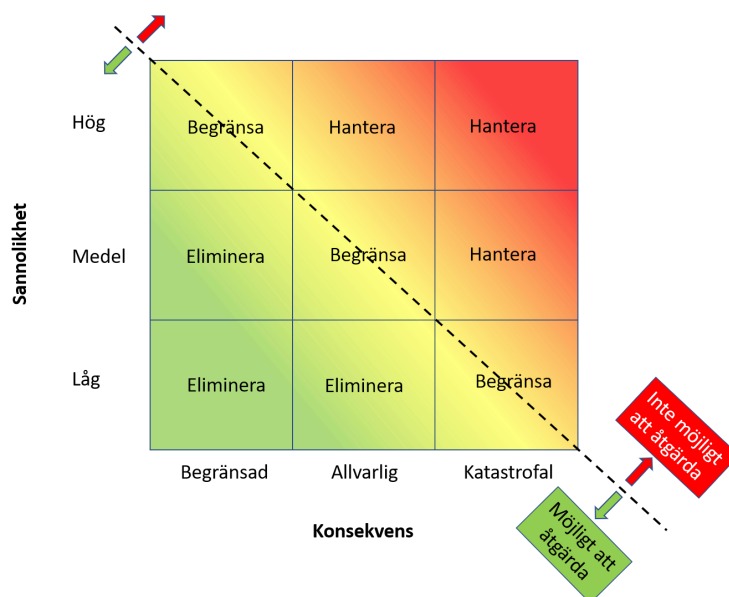 Hög
Begränsa
Hantera
Hantera
Sannolikhet
Medel
Eliminera
Begränsa
Hantera
Låg
Eliminera
Eliminera
Begränsa
Inte möjligt
att åtgärda
Begränsad
Allvarlig
Katastrofal
Möjligt att
åtgärda
Konsekvens